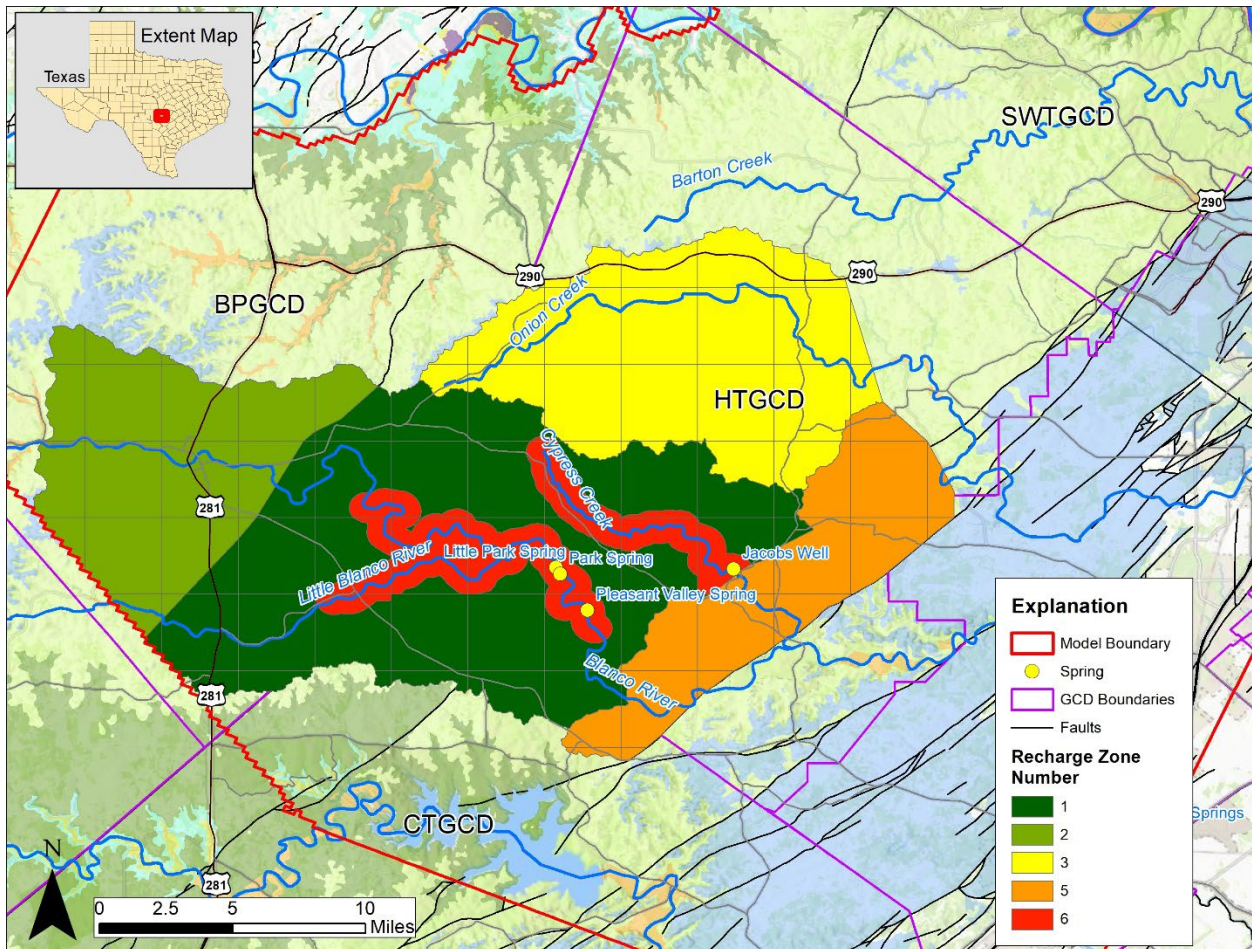 Extent Map
Texas
SWTGCD
Barton Creek
290
290
290
BPGCD
Onion Creek
HTGCD
Cypress Creek
281
Little Park Spring
Park Spring
Jacobs Well
Little Blanco River
Pleasant Valley Spring
Blanco River
281
CTGCD
281
Springs
Explanation
Model Boundary
Spring
GCD Boundaries
Faults
Recharge Zone
Number
1
2
3
5
6
N
0 2.5 5 10
Miles